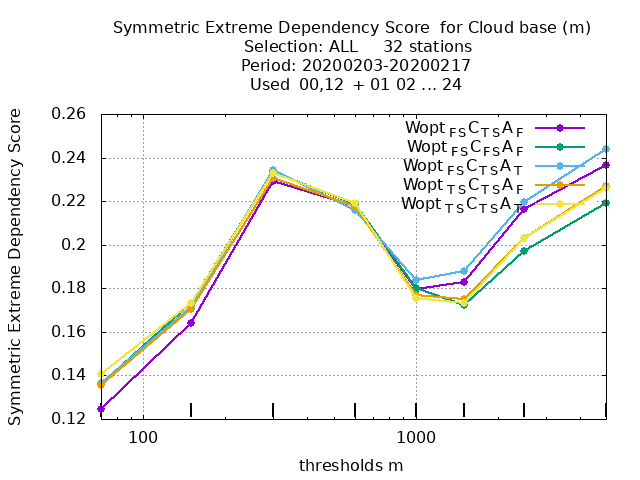 Symmetric Extreme Dependency Score for Cloud base (m)
Selection: ALL 32 stations
Period: 20200203-20200217
Used 00,12 + 01 02 ... 24
Symmetric Extreme Dependency Score
0.26
0.24
0.22
0.2
0.18
0.16
0.14
0.12
Wopt FS C TS A F
Wopt FS C FS A F
Wopt FS C TS A T
Wopt TS C TS A F
Wopt TS C TS A T
100
1000
thresholds m